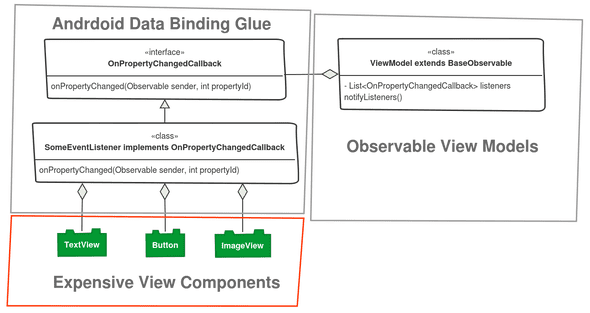 Andrdoid Data Binding Glue
«interface»
OnPropertyChangedCallback
onPropertyChanged(Observable sender, int propertyId)
«class»
SomeEventListener implements OnPropertyChangedCallback
onPropertyChanged(Observable sender, int propertyId)
«class»
ViewModel extends BaseObservable
- List<OnPropertyChangedCallback> listeners
notifyListeners()
Observable View Models
TextView
Button
ImageView
Expensive View Components